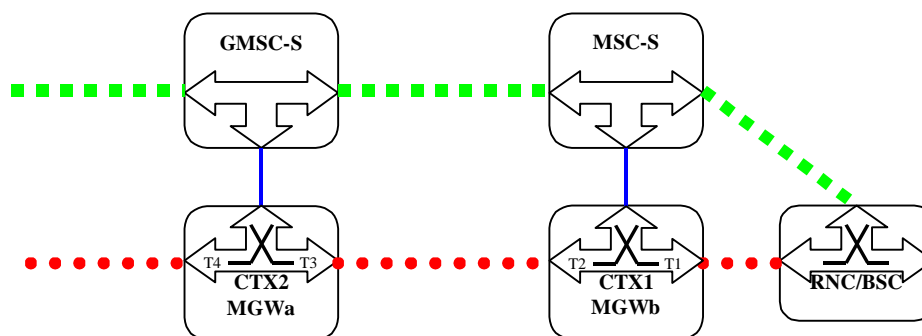 GMSC-S
MSC-S
T4
T3
CTX2
MGWa
T2
T1
CTX1
MGWb
RNC/BSC